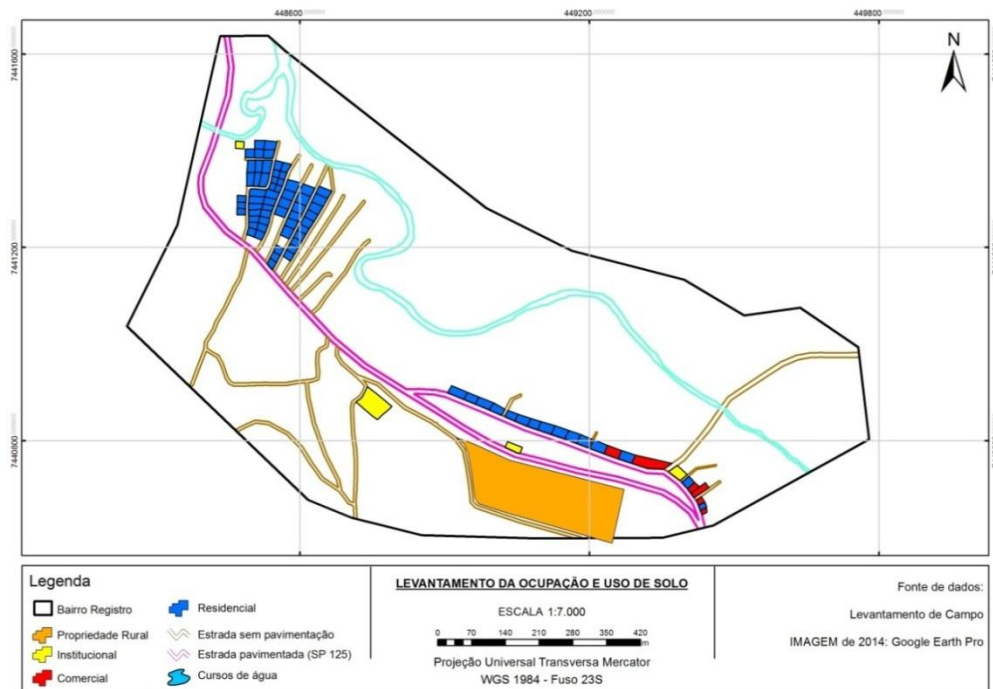 448600,000000
449200,000000
449800,000000
7441600
7441200
7440800
N
Legenda
Bairro Registro
Propriedade Rural
Institucional
Comercial
Residencial
Estrada sem pavimentação
Estrada pavimentada (SP 125)
Cursos de água
LEVANTAMENTO DA OCUPAÇÃO E USO DE SOLO
ESCALA 1:7.000
0 70 140 210 280 350 420
m
Projeção Universal Transversa Mercator
WGS 1984 - Fuso 23S
Fonte de dados:
Levantamento de Campo
IMAGEM de 2014: Google Earth Pro